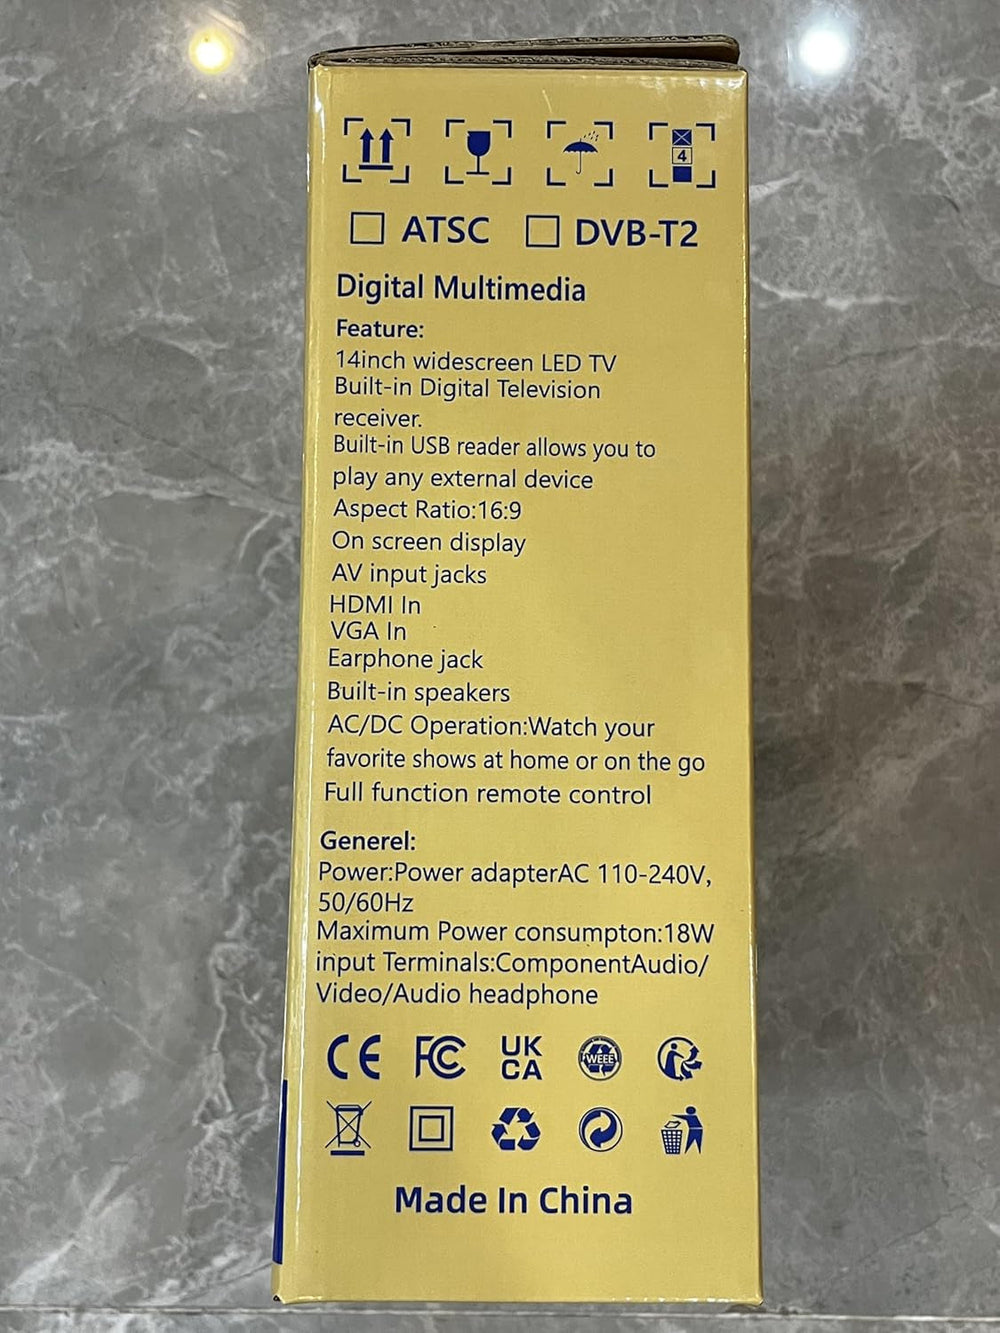 4
ATSC DVB-T2
Digital Multimedia
Feature:
14inch widescreen LED TV
Built-in Digital Television
receiver.
Built-in USB reader allows you to
play any external device
Aspect Ratio:16:9
On screen display
AV input jacks
HDMI In
VGA In
Earphone jack
Built-in speakers
AC/DC Operation:Watch your
favorite shows at home or on the go
Full function remote control
Generel:
Power:Power adapterAC 110-240V,
50/60Hz
Maximum Power consumpton:18W
input Terminals:ComponentAudio/
Video/Audio headphone
CE FC UK
CA WEEE
Made In China